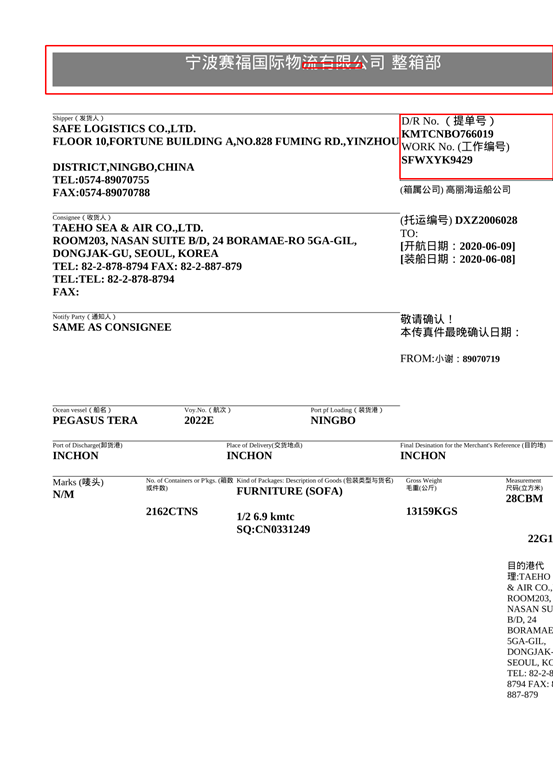 宁波赛福国际物流有限公司 整箱部
Shipper（发货人）
SAFE LOGISTICS CO.,LTD.
FLOOR 10,FORTUNE BUILDING A,NO.828 FUMING RD.,YINZHOU
DISTRICT,NINGBO,CHINA
TEL:0574-89070755
FAX:0574-89070788
D/R No. （提单号）
KMTCNBO766019
WORK No. (工作编号)
SFWXYK9429
(箱属公司) 高丽海运船公司
Consignee（收货人）
TAEHO SEA & AIR CO.,LTD.
ROOM203, NASAN SUITE B/D, 24 BORAMAE-RO 5GA-GIL,
DONGJAK-GU, SEOUL, KOREA
TEL: 82-2-878-8794 FAX: 82-2-887-879
TEL:TEL: 82-2-878-8794
FAX:
(托运编号) DXZ2006028
TO:
[开航日期：2020-06-09]
[装船日期：2020-06-08]
Notify Party（通知人）
SAME AS CONSIGNEE
敬请确认！
本传真件最晚确认日期：
FROM:小谢：89070719
Ocean vessel（船名） Voy.No.（航次） Port pf Loading（装货港）
PEGASUS TERA 2022E NINGBO
Port of Discharge(卸货港) Place of Delivery(交货地点) Final Desination for the Merchant's Reference (目的地)
INCHON INCHON INCHON
Marks (唛头)
N/M
No. of Containers or P'kgs. (箱数
或件数)
2162CTNS
Kind of Packages: Description of Goods (包装类型与货名)
FURNITURE (SOFA)
1/2 6.9 kmtc
SQ:CN0331249
Gross Weight
毛重(公斤)
13159KGS
Measurement
尺码(立方米)
28CBM
22G1
目的港代
理:TAEHO
& AIR CO.,
ROOM203,
NASAN SU
B/D, 24
BORAMAE
5GA-GIL,
DONGJAK-
SEOUL, KO
TEL: 82-2-8
8794 FAX: 8
887-879